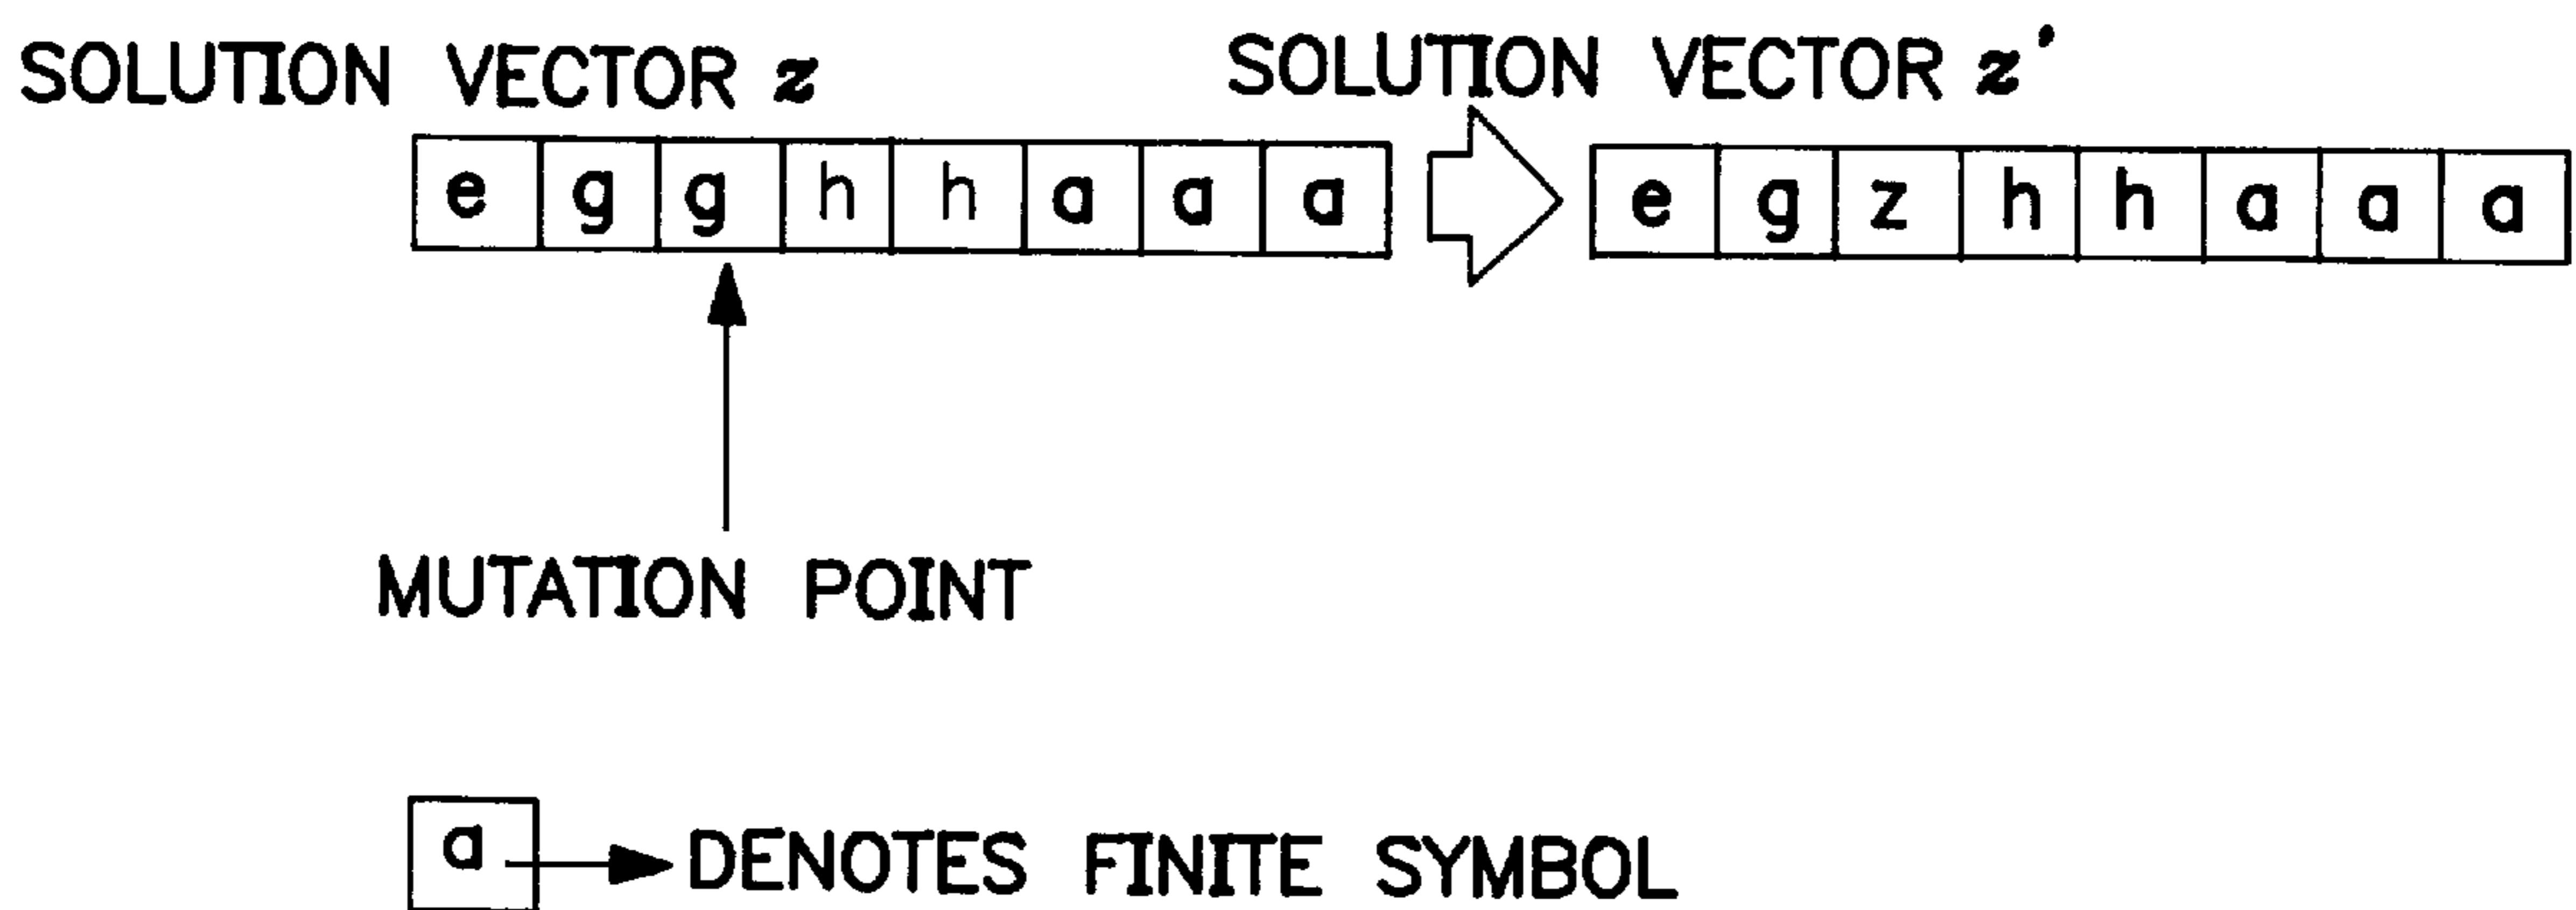 SOLUTION VECTOR z SOLUTION VECTOR z'
e g g h h a a a e g z h h a a a
MUTATION POINT
a DENOTES FINITE SYMBOL